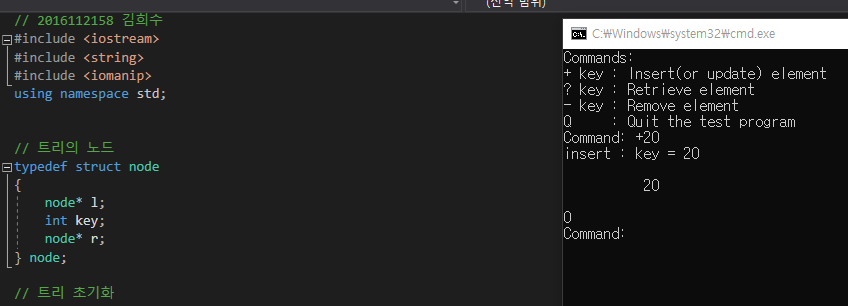 (전역 범위)
// 2016112158 김희수
#include <iostream>
#include <string>
#include <iomanip>
using namespace std;
// 트리의 노드
typedef struct node
{
node* l;
int key;
node* r;
} node;
// 트리 초기화
C:\Windows\system32\cmd.exe
Commands:
+ key : Insert(or update) element
? key : Retrieve element
- key : Remove element
Q : Quit the test program
Command: +20
insert : key = 20
20
0
Command: